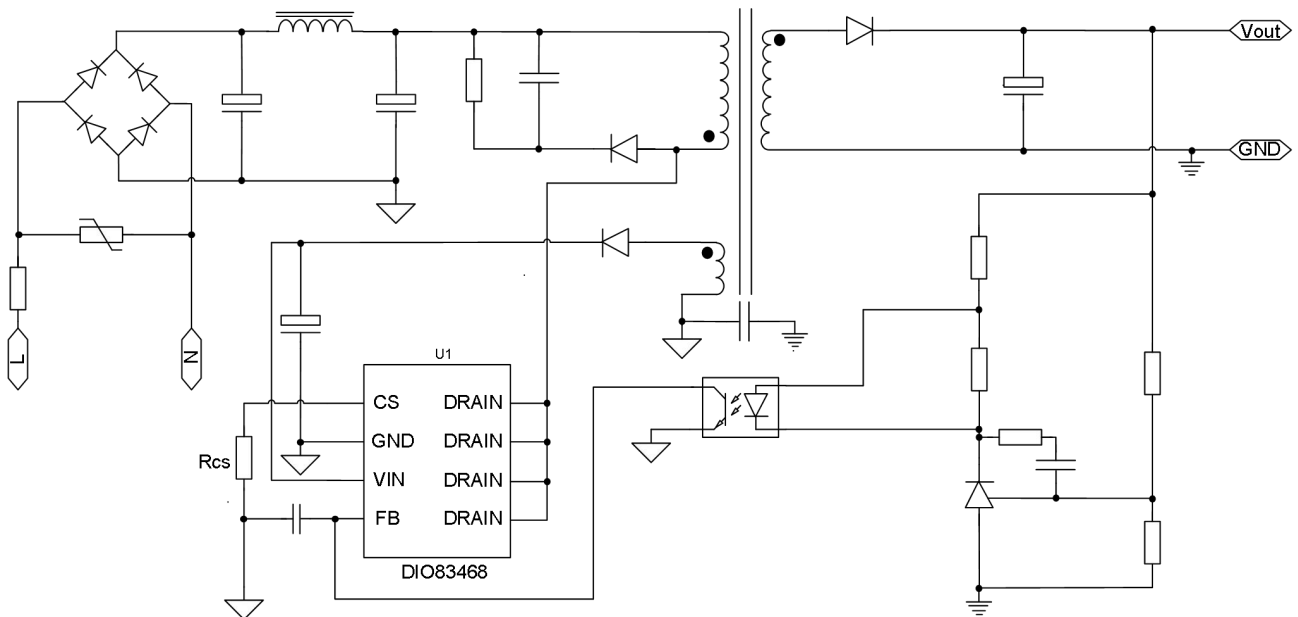 Vout
GND
L
N
U1
CS
DRAIN
GND
DRAIN
Rcs
VIN
DRAIN
FB
DRAIN
DIO83468